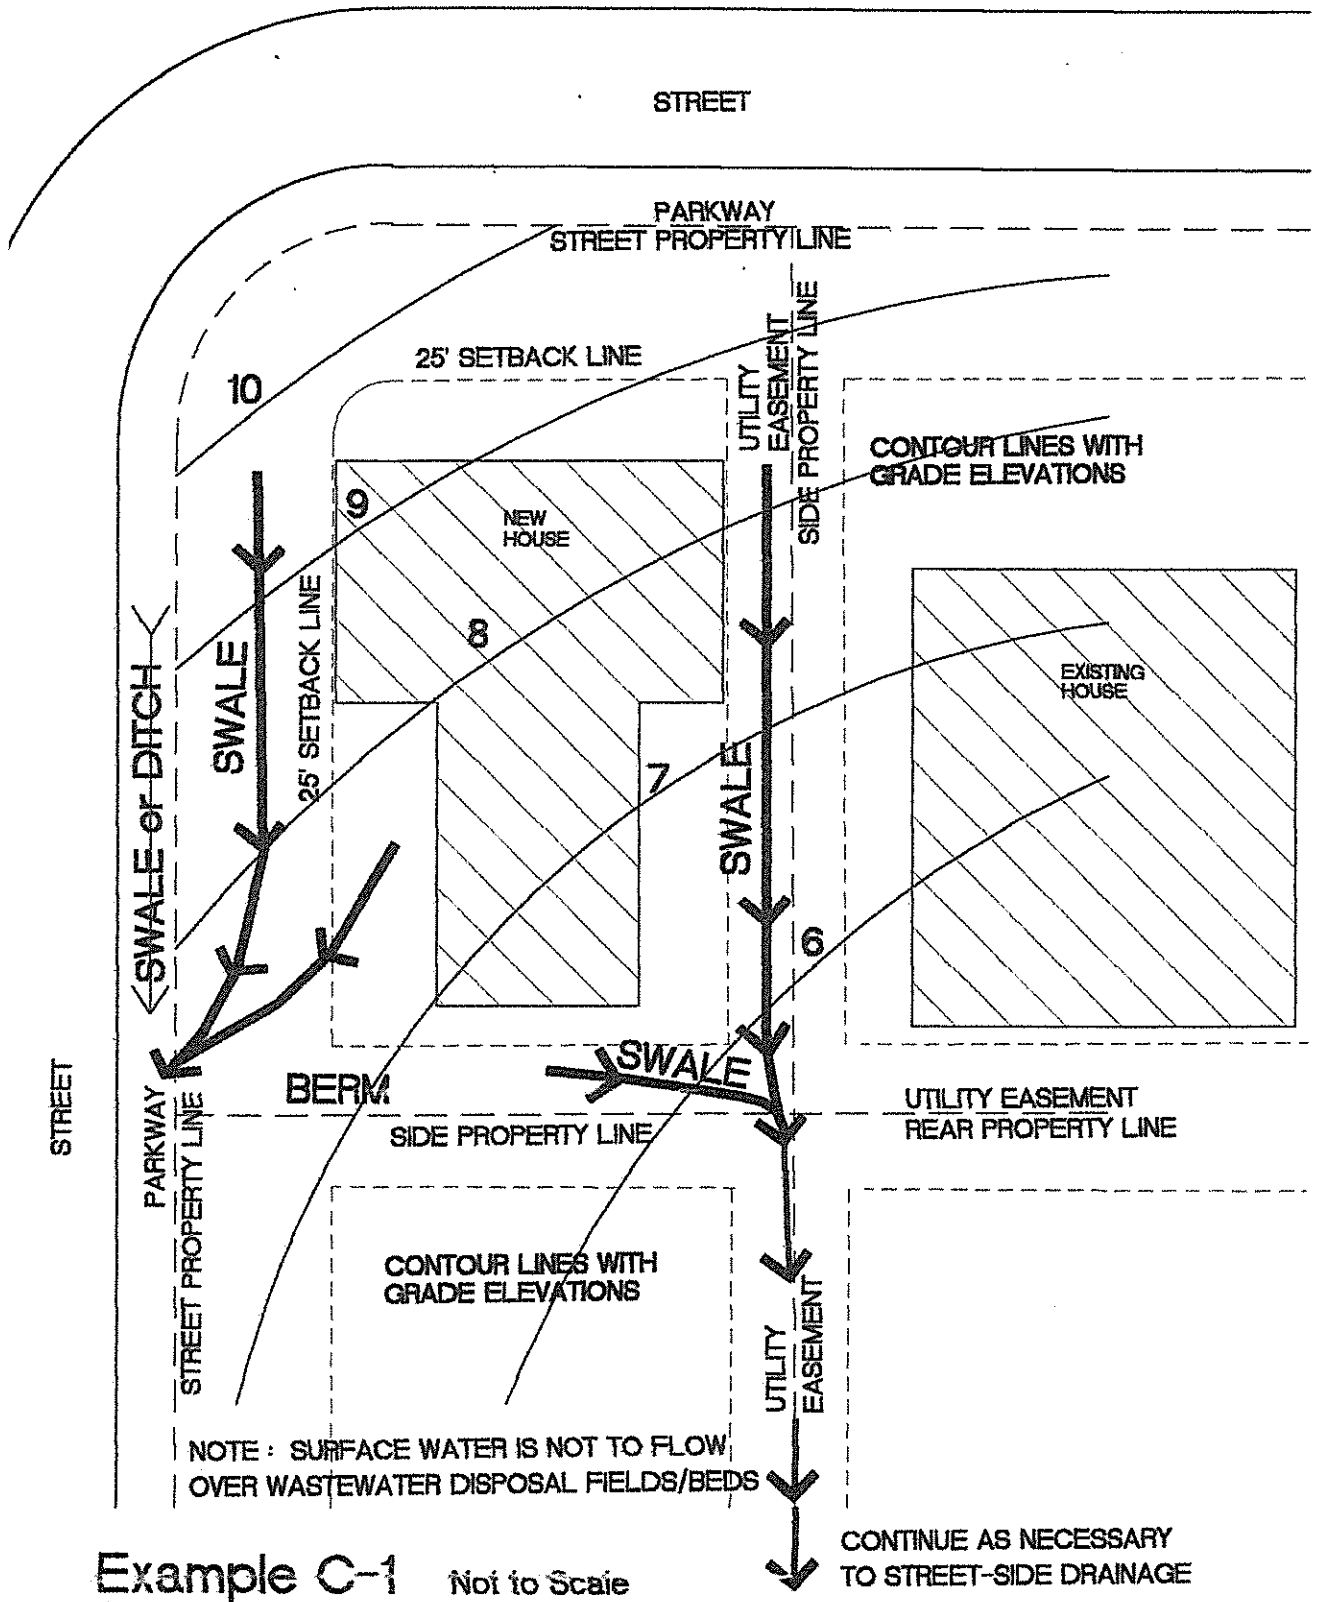 STREET
PARKWAY
STREET PROPERTY LINE
25' SETBACK LINE
UTILITY
EASEMENT
SIDE PROPERTY LINE
10
CONTOUR LINES WITH
GRADE ELEVATIONS
9
NEW
HOUSE
25' SETBACK LINE
8
SWALE
SWALE or DITCH
EXISTING
HOUSE
7
SWALE
6
STREET
PARKWAY
STREET PROPERTY LINE
BERM
SWALE
SIDE PROPERTY LINE
UTILITY EASEMENT
REAR PROPERTY LINE
CONTOUR LINES WITH
GRADE ELEVATIONS
UTILITY
EASEMENT
NOTE : SURFACE WATER IS NOT TO FLOW
OVER WASTEWATER DISPOSAL FIELDS/BEDS
CONTINUE AS NECESSARY
TO STREET-SIDE DRAINAGE
Example C-1 Not to Scale